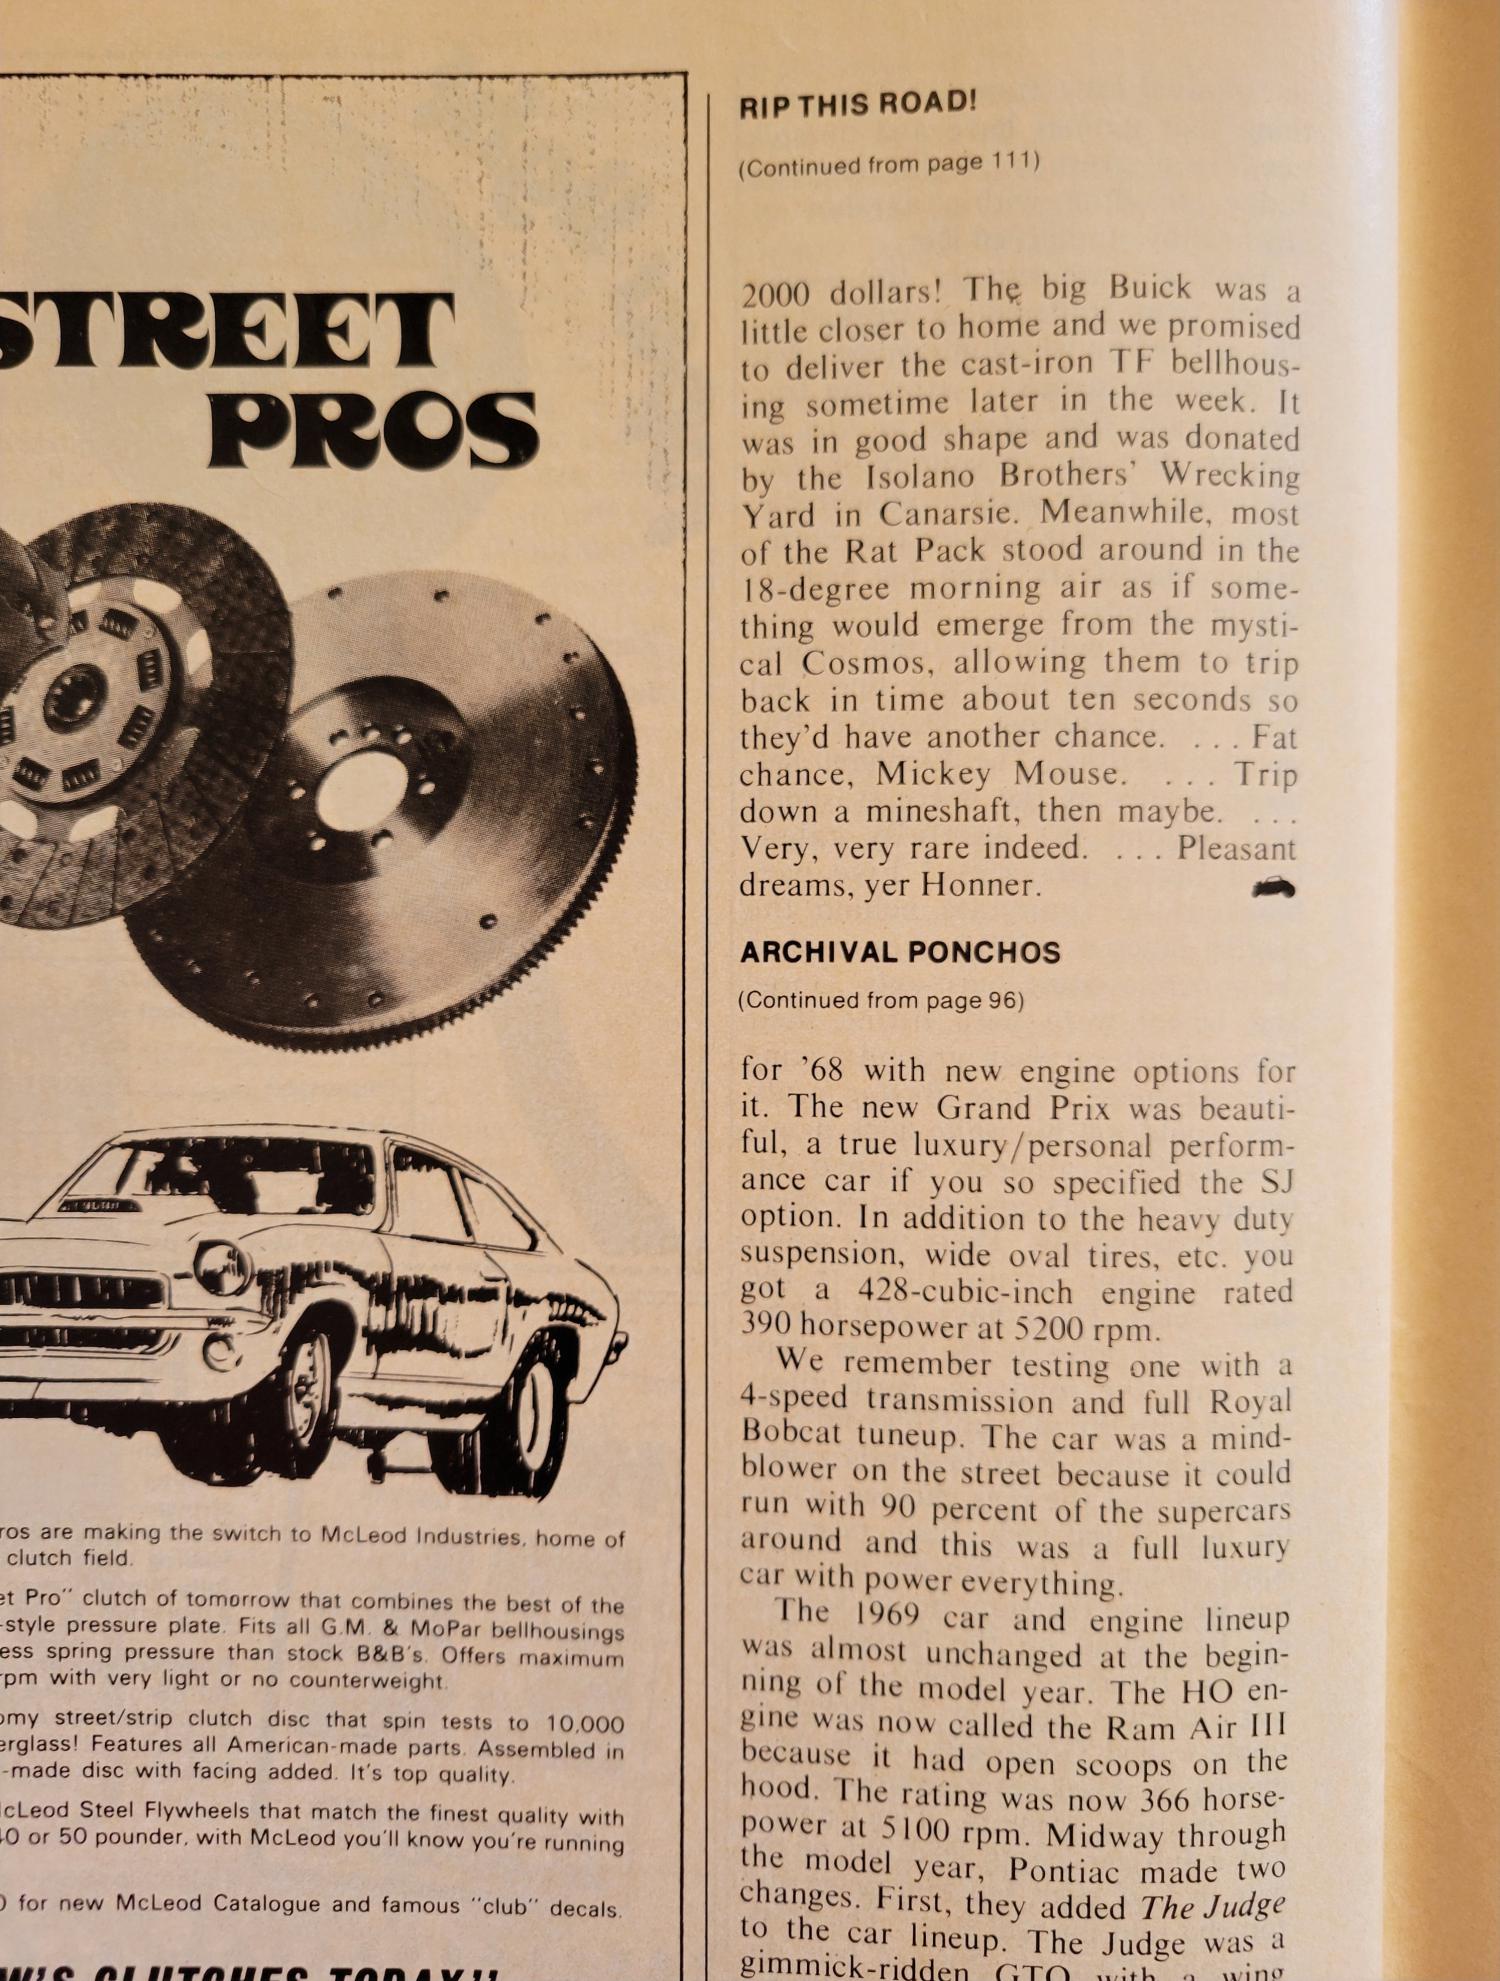 STREET
PROS
ros are making the switch to McLeod Industries, home of
clutch field.
et Pro" clutch of tomorrow that combines the best of the
-style pressure plate. Fits all G.M. & MoPar bellhousings
ess spring pressure than stock B&B's. Offers maximum
rpm with very light or no counterweight.
omy street/strip clutch disc that spin tests to 10,000
erglass! Features all American-made parts. Assembled in
-made disc with facing added. It's top quality.
McLeod Steel Flywheels that match the finest quality with
40 or 50 pounder, with McLeod you'll know you're running
for new McLeod Catalogue and famous "club" decals.
W'S CLUTCHES TODAY!!
RIP THIS ROAD!
(Continued from page 111)
2000 dollars! The big Buick was a
little closer to home and we promised
to deliver the cast-iron TF bellhous-
ing sometime later in the week. It
was in good shape and was donated
by the Isolano Brothers' Wrecking
Yard in Canarsie. Meanwhile, most
of the Rat Pack stood around in the
18-degree morning air as if some-
thing would emerge from the mysti-
cal Cosmos, allowing them to trip
back in time about ten seconds so
they'd have another chance. ... Fat
chance, Mickey Mouse. ... Trip
down a mineshaft, then maybe. ...
Very, very rare indeed. ... Pleasant
dreams, yer Honner.
ARCHIVAL PONCHOS
(Continued from page 96)
for '68 with new engine options for
it. The new Grand Prix was beauti-
ful, a true luxury/personal perform-
ance car if you so specified the SJ
option. In addition to the heavy duty
suspension, wide oval tires, etc. you
got a 428-cubic-inch engine rated
390 horsepower at 5200 rpm.
We remember testing one with a
4-speed transmission and full Royal
Bobcat tuneup. The car was a mind-
blower on the street because it could
run with 90 percent of the supercars
around and this was a full luxury
car with power everything.
The 1969 car and engine lineup
was almost unchanged at the begin-
ning of the model year. The HO en-
gine was now called the Ram Air III
because it had open scoops on the
hood. The rating was now 366 horse-
power at 5100 rpm. Midway through
the model year, Pontiac made two
changes. First, they added The Judge
to the car lineup. The Judge was a
gimmick-ridden GTO with a wing